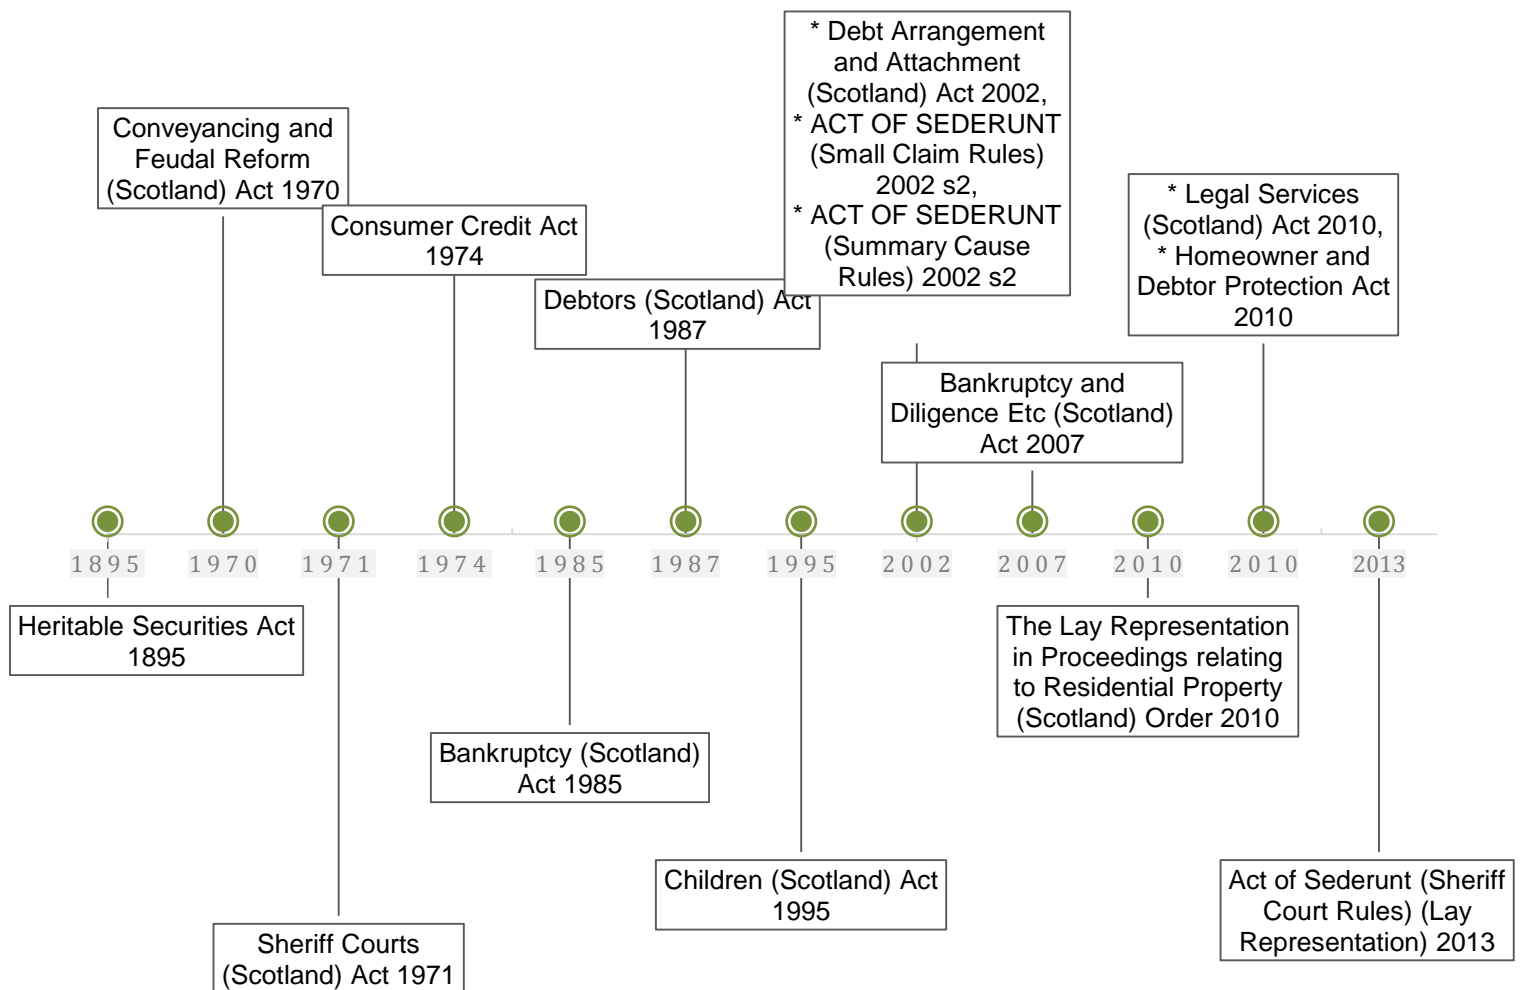 * Debt Arrangement
and Attachment
(Scotland) Act 2002,
* ACT OF SEDERUNT
(Small Claim Rules)
2002 s2,
* ACT OF SEDERUNT
(Summary Cause
Rules) 2002 s2
Conveyancing and
Feudal Reform
(Scotland) Act 1970
* Legal Services
(Scotland) Act 2010,
* Homeowner and
Debtor Protection Act
2010
Consumer Credit Act
1974
Debtors (Scotland) Act
1987
Bankruptcy and
Diligence Etc (Scotland)
Act 2007
1895 1970 1971 1974 1985 1987 1995 2002 2007 2010 2010 2013
Heritable Securities Act
1895
The Lay Representation
in Proceedings relating
to Residential Property
(Scotland) Order 2010
Bankruptcy (Scotland)
Act 1985
Children (Scotland) Act
1995
Act of Sederunt (Sheriff
Court Rules) (Lay
Representation) 2013
Sheriff Courts
(Scotland) Act 1971